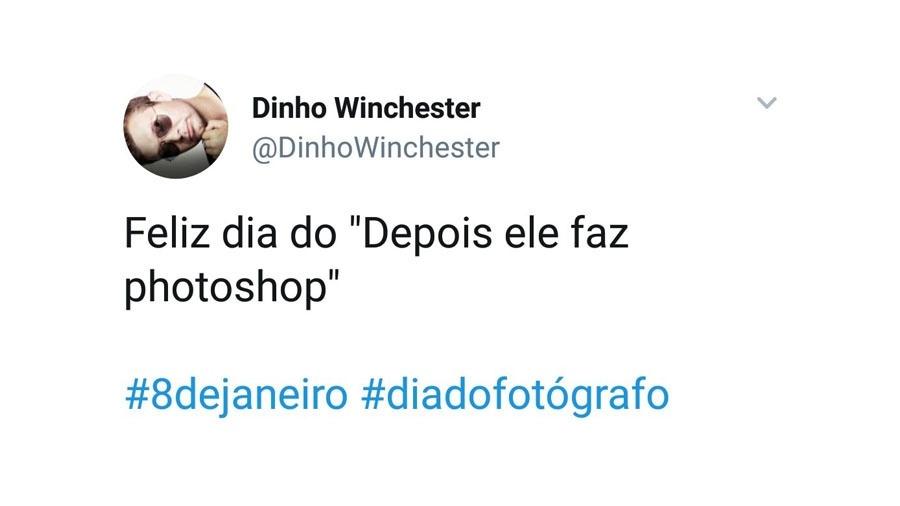 Dinho Winchester
@DinhoWinchester
Feliz dia do "Depois ele faz
photoshop"
#8dejaneiro #diadofotógrafo